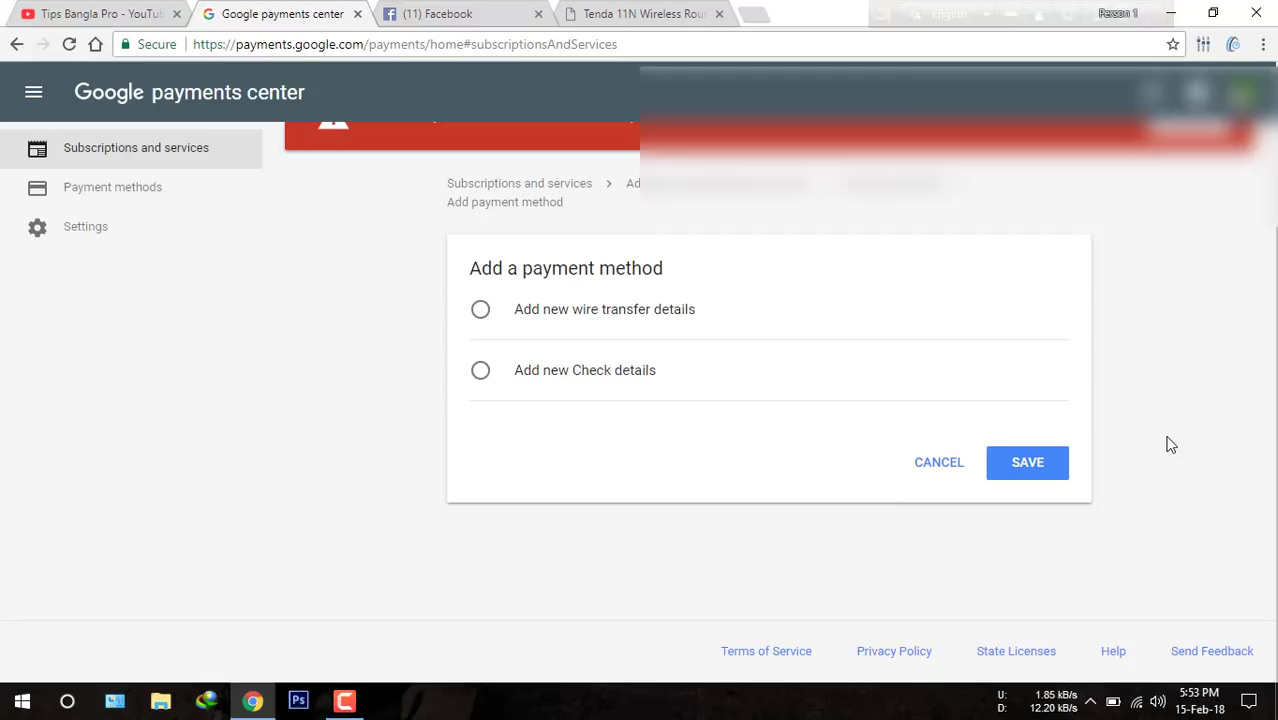 Tips Bangla Pro - YouTub
Google payments center
(11) Facebook
Tenda 11N Wireless Rou
English
Person 1
Secure
https://payments.google.com/payments/home#subscriptionsAndServices
Google payments center
Subscriptions and services
Payment methods
Settings
Subscriptions and services > Ad
Add payment method
Add a payment method
Add new wire transfer details
Add new Check details
CANCEL
SAVE
Terms of Service
Privacy Policy
State Licenses
Help
Send Feedback
Ps
U: 1.85 kB/s
D: 12.20 kB/s
5:53 PM
15-Feb-18